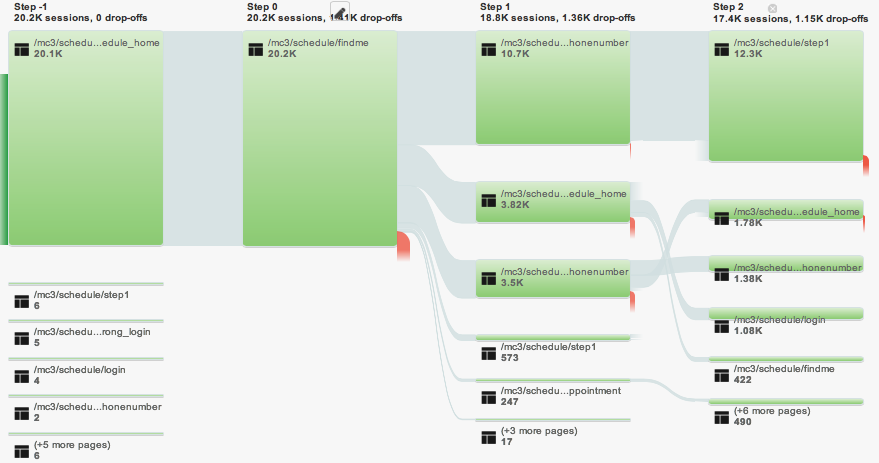 Step -1
20.2K sessions, 0 drop-offs
/mc3/schedu...edule_home
20.1K
/mc3/schedule/step1
6
/mc3/schedu...rong_login
5
/mc3/schedule/login
4
/mc3/schedu...honenumber
2
(+5 more pages)
6
Step 0
20.2K sessions, 1.41K drop-offs
/mc3/schedule/findme
20.2K
Step 1
18.8K sessions, 1.36K drop-offs
/mc3/schedu...honenumber
10.7K
/mc3/schedu...edule_home
3.82K
/mc3/schedu...honenumber
3.5K
/mc3/schedule/step1
573
/mc3/schedu...ppointment
247
(+3 more pages)
17
Step 2
17.4K sessions, 1.15K drop-offs
/mc3/schedule/step1
12.3K
/mc3/schedu...edule_home
1.78K
/mc3/schedu...honenumber
1.38K
/mc3/schedule/login
1.08K
/mc3/schedule/findme
422
(+6 more pages)
490